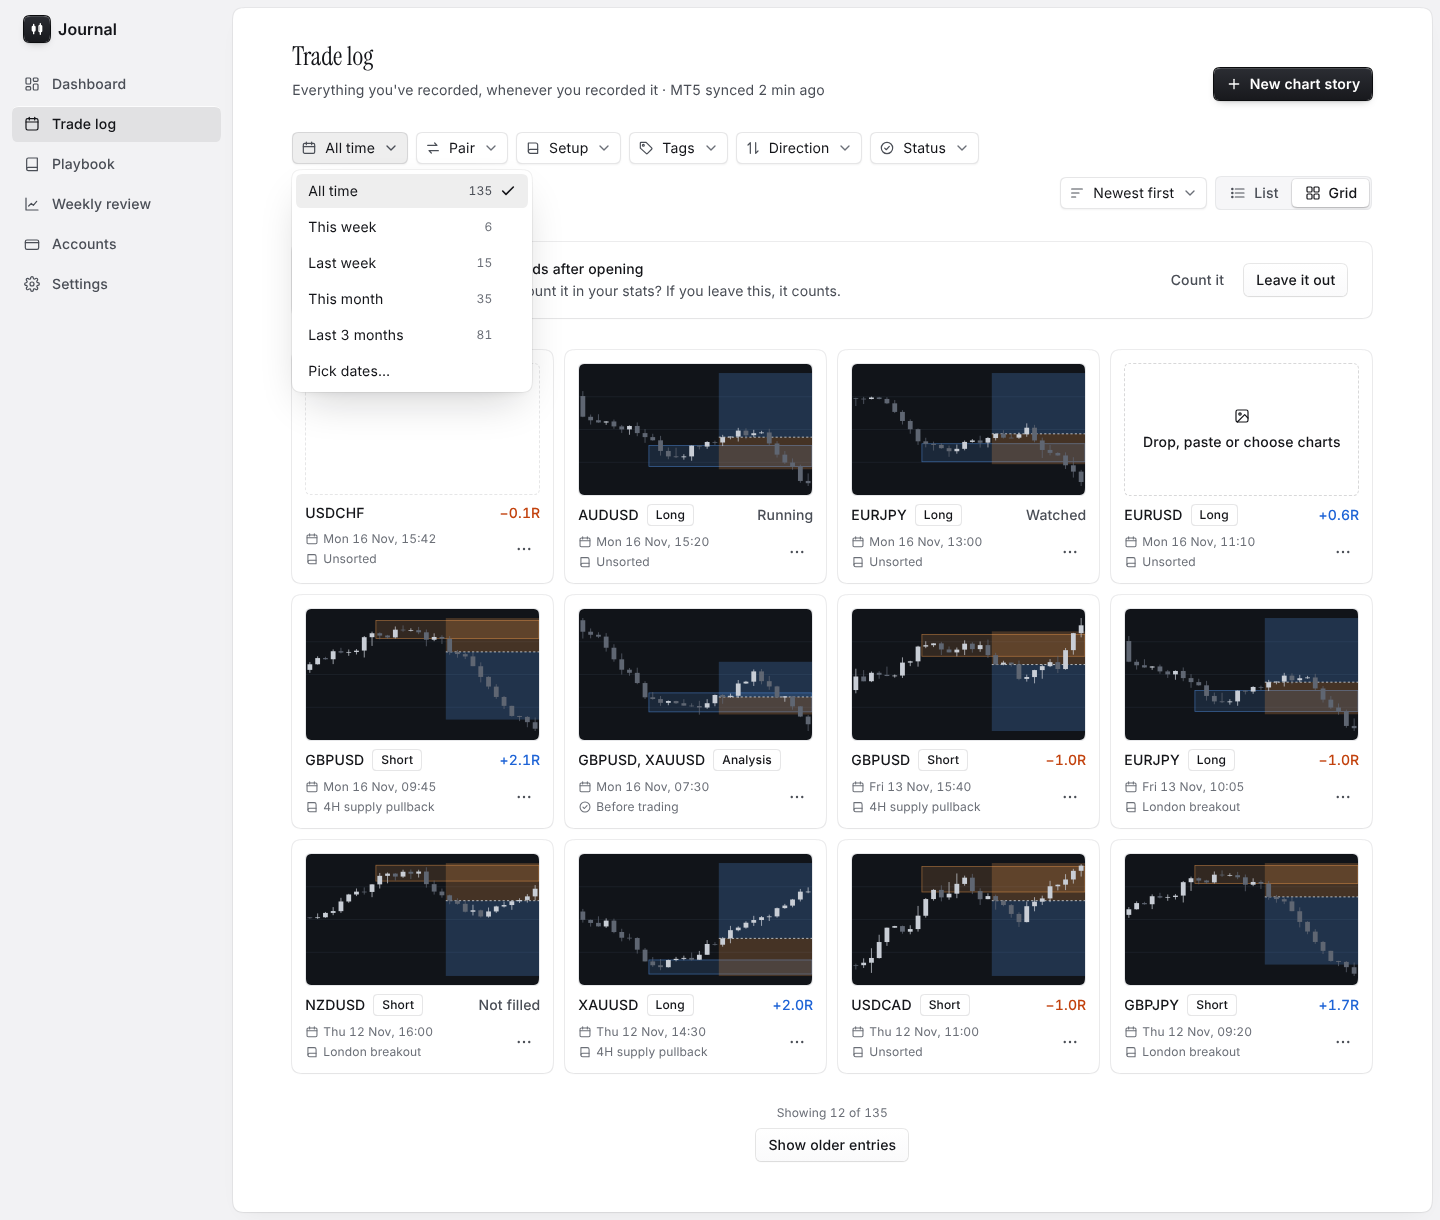 Journal
Dashboard
Trade log
Playbook
Weekly review
Accounts
Settings
Trade log
Everything you've recorded, whenever you recorded it · MT5 synced 2 min ago
New chart story
All time
Pair
Setup
Tags
Direction
Status
All time 135
This week 6
Last week 15
This month 35
Last 3 months 81
Pick dates...
Newest first
List
Grid
after opening
it in your stats? If you leave this, it counts.
Count it
Leave it out
USDCHF −0.1R
Mon 16 Nov, 15:42
Unsorted
AUDUSD Long Running
Mon 16 Nov, 15:20
Unsorted
EURJPY Long Watched
Mon 16 Nov, 13:00
Unsorted
Drop, paste or choose charts
EURUSD Long +0.6R
Mon 16 Nov, 11:10
Unsorted
GBPUSD Short +2.1R
Mon 16 Nov, 09:45
4H supply pullback
GBPUSD, XAUUSD Analysis
Mon 16 Nov, 07:30
Before trading
GBPUSD Short −1.0R
Fri 13 Nov, 15:40
4H supply pullback
EURJPY Long −1.0R
Fri 13 Nov, 10:05
London breakout
NZDUSD Short Not filled
Thu 12 Nov, 16:00
London breakout
XAUUSD Long +2.0R
Thu 12 Nov, 14:30
4H supply pullback
USDCAD Short −1.0R
Thu 12 Nov, 11:00
Unsorted
GBPJPY Short +1.7R
Thu 12 Nov, 09:20
London breakout
Showing 12 of 135
Show older entries